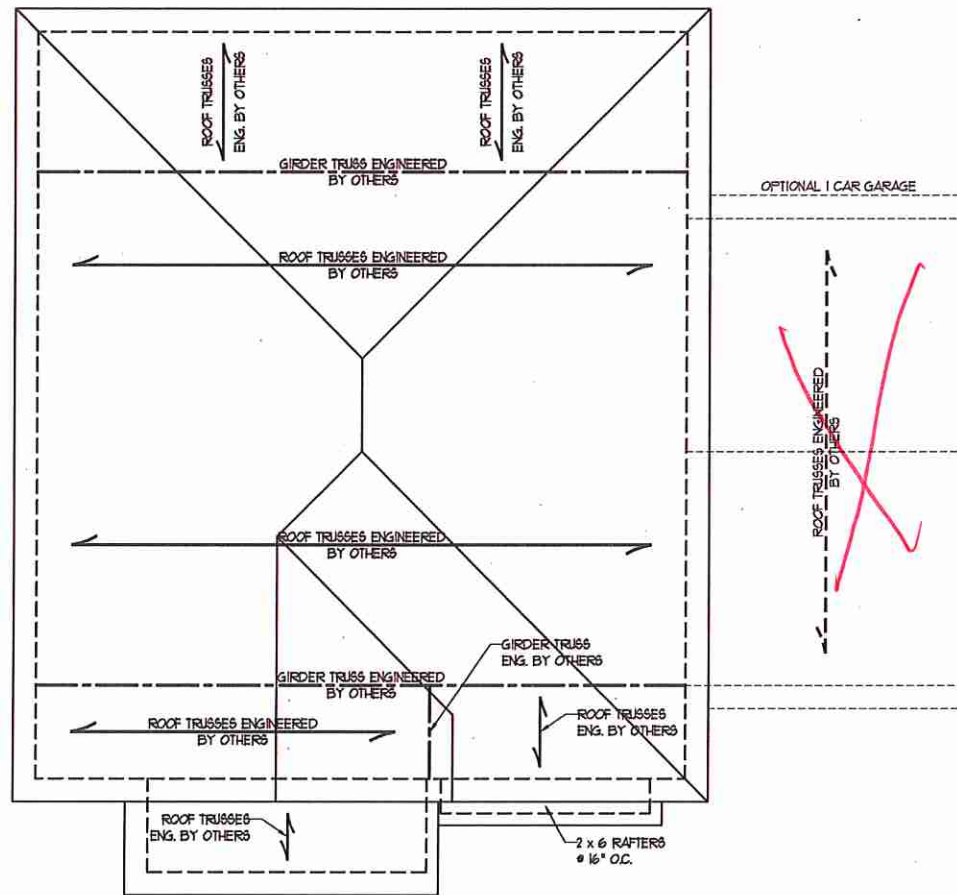 ROOF TRUSSES
ENG. BY OTHERS
ROOF TRUSSES
ENG. BY OTHERS
GIRDER TRUSS ENGINEERED
BY OTHERS
OPTIONAL 1 CAR GARAGE
ROOF TRUSSES ENGINEERED
BY OTHERS
ROOF TRUSSES ENGINEERED
BY OTHERS
ROOF TRUSSES ENGINEERED
BY OTHERS
GIRDER TRUSS
ENG. BY OTHERS
GIRDER TRUSS ENGINEERED
BY OTHERS
ROOF TRUSSES ENGINEERED
BY OTHERS
ROOF TRUSSES
ENG. BY OTHERS
ROOF TRUSSES
ENG. BY OTHERS
2 x 6 RAFTERS
@ 16" O.C.